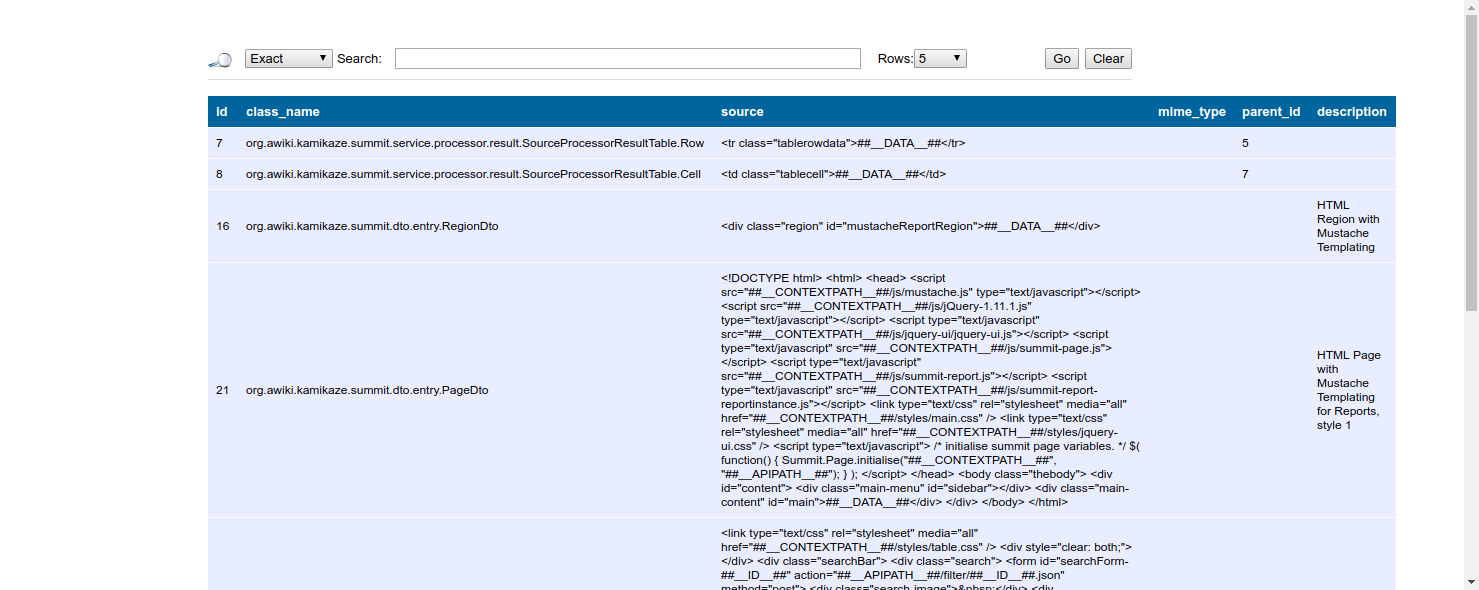 Exact Search: Rows: 5 Go Clear
id class_name source mime_type parent_id description
7 org.awiki.kamikaze.summit.service.processor.result.SourceProcessorResultTable.Row <tr class="tablerowdata">##__DATA__##</tr> 5
8 org.awiki.kamikaze.summit.service.processor.result.SourceProcessorResultTable.Cell <td class="tablecell">##__DATA__##</td> 7
16 org.awiki.kamikaze.summit.dto.entry.RegionDto <div class="region" id="mustacheReportRegion">##__DATA__##</div>
HTML
Region with
Mustache
Templating
21 org.awiki.kamikaze.summit.dto.entry.PageDto
<!DOCTYPE html> <html> <head> <script
src="##__CONTEXTPATH__##/js/mustache.js" type="text/javascript"></script>
<script src="##__CONTEXTPATH__##/js/jQuery-1.11.1.js"
type="text/javascript"></script> <script type="text/javascript"
src="##__CONTEXTPATH__##/js/jquery-ui/jquery-ui.js"></script> <script
type="text/javascript" src="##__CONTEXTPATH__##/js/summit-page.js">
</script> <script type="text/javascript"
src="##__CONTEXTPATH__##/js/summit-report.js"></script> <script
type="text/javascript" src="##__CONTEXTPATH__##/js/summit-report-
reportinstance.js"></script> <link type="text/css" rel="stylesheet" media="all"
href="##__CONTEXTPATH__##/styles/main.css" /> <link type="text/css"
rel="stylesheet" media="all" href="##__CONTEXTPATH__##/styles/jquery-
ui.css" /> <script type="text/javascript"> /* initialise summit page variables. */ $(
function() { Summit.Page.initialise("##__CONTEXTPATH__##",
"##__APIPATH__##"); } ); </script> </head> <body class="thebody"> <div
id="content"> <div class="main-menu" id="sidebar"></div> <div class="main-
content" id="main">##__DATA__##</div> </div> </body> </html>
HTML Page
with
Mustache
Templating
for Reports,
style 1
<link type="text/css" rel="stylesheet" media="all"
href="##__CONTEXTPATH__##/styles/table.css" /> <div style="clear: both;">
</div> <div class="searchBar"> <div class="search"> <form id="searchForm-
##__ID__##" action="##__APIPATH__##/filter/##__ID__##.json"
method="post"> <div class="search-image">&nbsp;</div> <div